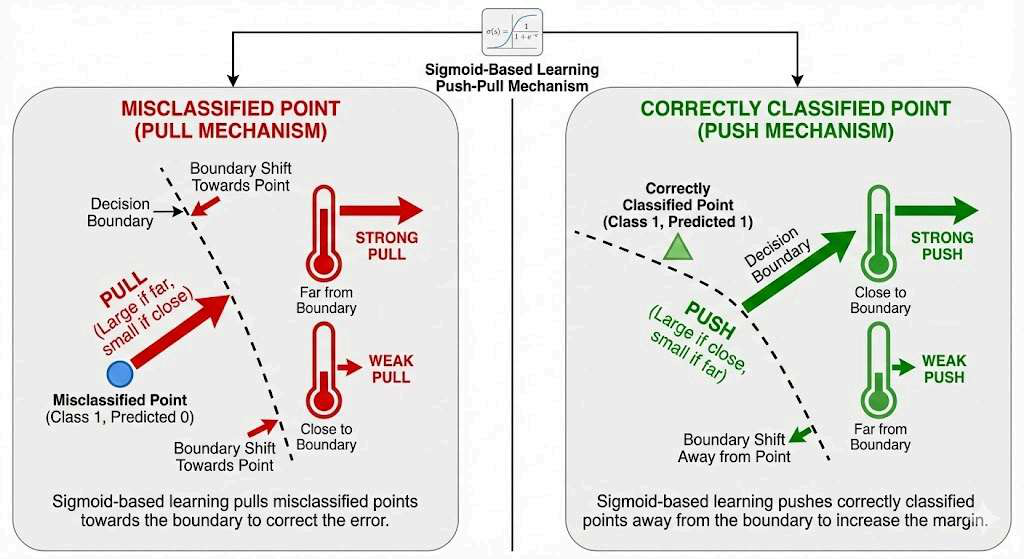 σ(s) = 1 / 1 + e⁻ˢ
Sigmoid-Based Learning
Push-Pull Mechanism
MISCLASSIFIED POINT
(PULL MECHANISM)
Boundary Shift
Towards Point
Decision
Boundary
PULL
(Large if far,
small if close)
Misclassified Point
(Class 1, Predicted 0)
Boundary Shift
Towards Point
STRONG
PULL
Far from
Boundary
WEAK
PULL
Close to
Boundary
Sigmoid-based learning pulls misclassified points
towards the boundary to correct the error.
CORRECTLY CLASSIFIED POINT
(PUSH MECHANISM)
Correctly
Classified Point
(Class 1, Predicted 1)
Decision
Boundary
PUSH
(Large if close,
small if far)
Boundary Shift
Away from Point
STRONG
PUSH
Close to
Boundary
WEAK
PUSH
Far from
Boundary
Sigmoid-based learning pushes correctly classified
points away from the boundary to increase the margin.